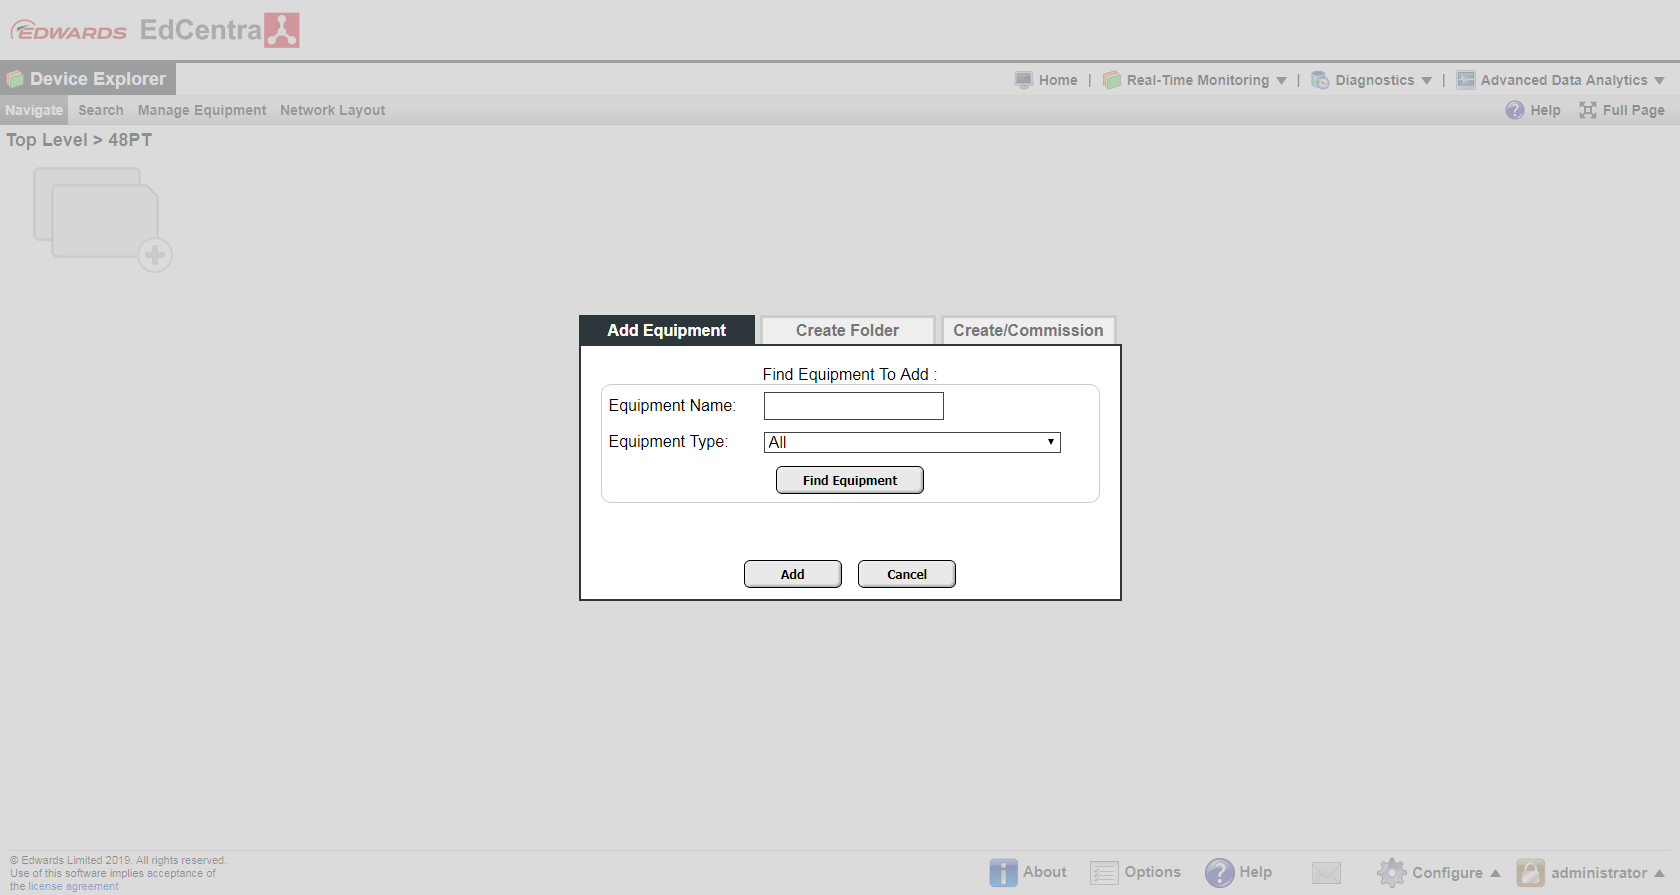 EDWARDS EdCentra
Device Explorer
Home | Real-Time Monitoring | Diagnostics | Advanced Data Analytics
Navigate Search Manage Equipment Network Layout
Help Full Page
Top Level > 48PT
Add Equipment Create Folder Create/Commission
Find Equipment To Add :
Equipment Name:
Equipment Type: All
Find Equipment
Add Cancel
© Edwards Limited 2019. All rights reserved.
Use of this software implies acceptance of
the license agreement
About Options Help Configure administrator